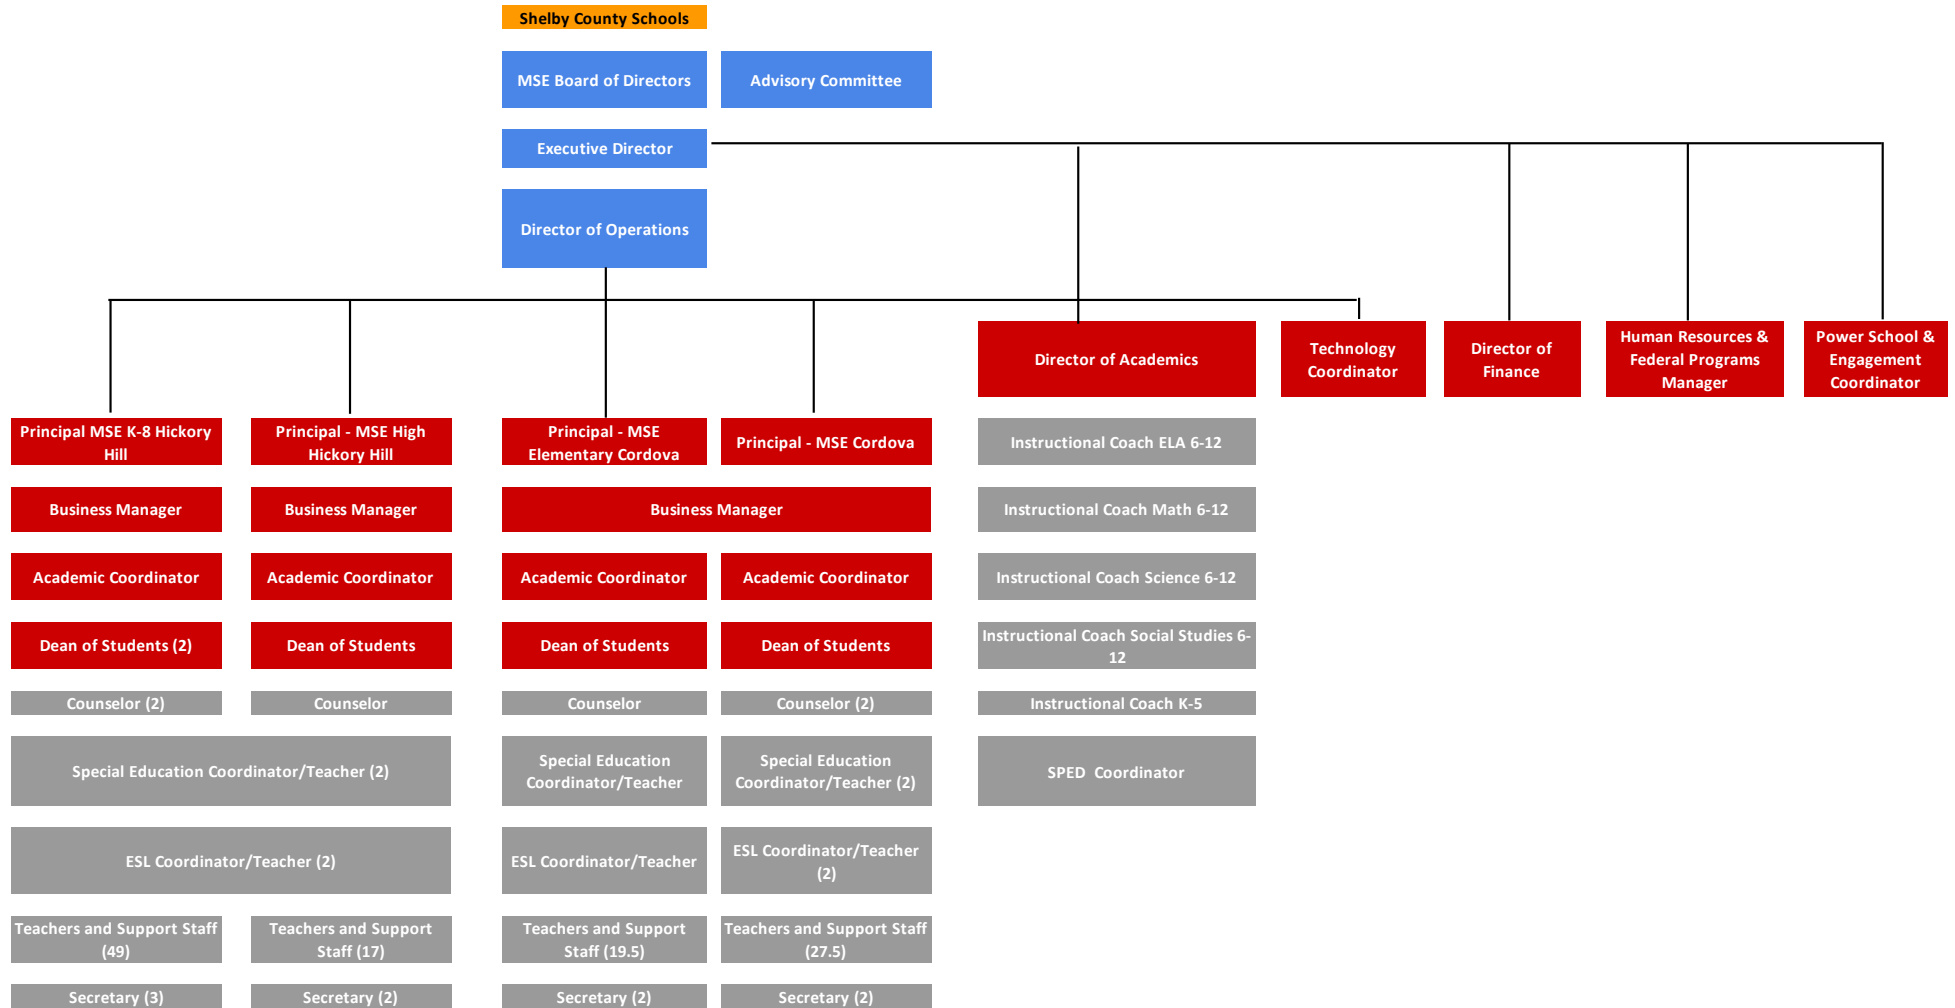 Shelby County Schools
MSE Board of Directors
Advisory Committee
Executive Director
Director of Operations
Director of Academics
Technology
Coordinator
Director of
Finance
Human Resources &
Federal Programs
Manager
Power School &
Engagement
Coordinator
Principal MSE K-8 Hickory
Hill
Principal - MSE High
Hickory Hill
Principal - MSE
Elementary Cordova
Principal - MSE Cordova
Instructional Coach ELA 6-12
Business Manager
Business Manager
Business Manager
Instructional Coach Math 6-12
Academic Coordinator
Academic Coordinator
Academic Coordinator
Academic Coordinator
Instructional Coach Science 6-12
Dean of Students (2)
Dean of Students
Dean of Students
Dean of Students
Instructional Coach Social Studies 6-
12
Counselor (2)
Counselor
Counselor
Counselor (2)
Instructional Coach K-5
Special Education Coordinator/Teacher (2)
Special Education
Coordinator/Teacher
Special Education
Coordinator/Teacher (2)
SPED  Coordinator
ESL Coordinator/Teacher (2)
ESL Coordinator/Teacher
ESL Coordinator/Teacher
(2)
Teachers and Support Staff
(49)
Teachers and Support
Staff (17)
Teachers and Support
Staff (19.5)
Teachers and Support Staff
(27.5)
Secretary (3)
Secretary (2)
Secretary (2)
Secretary (2)